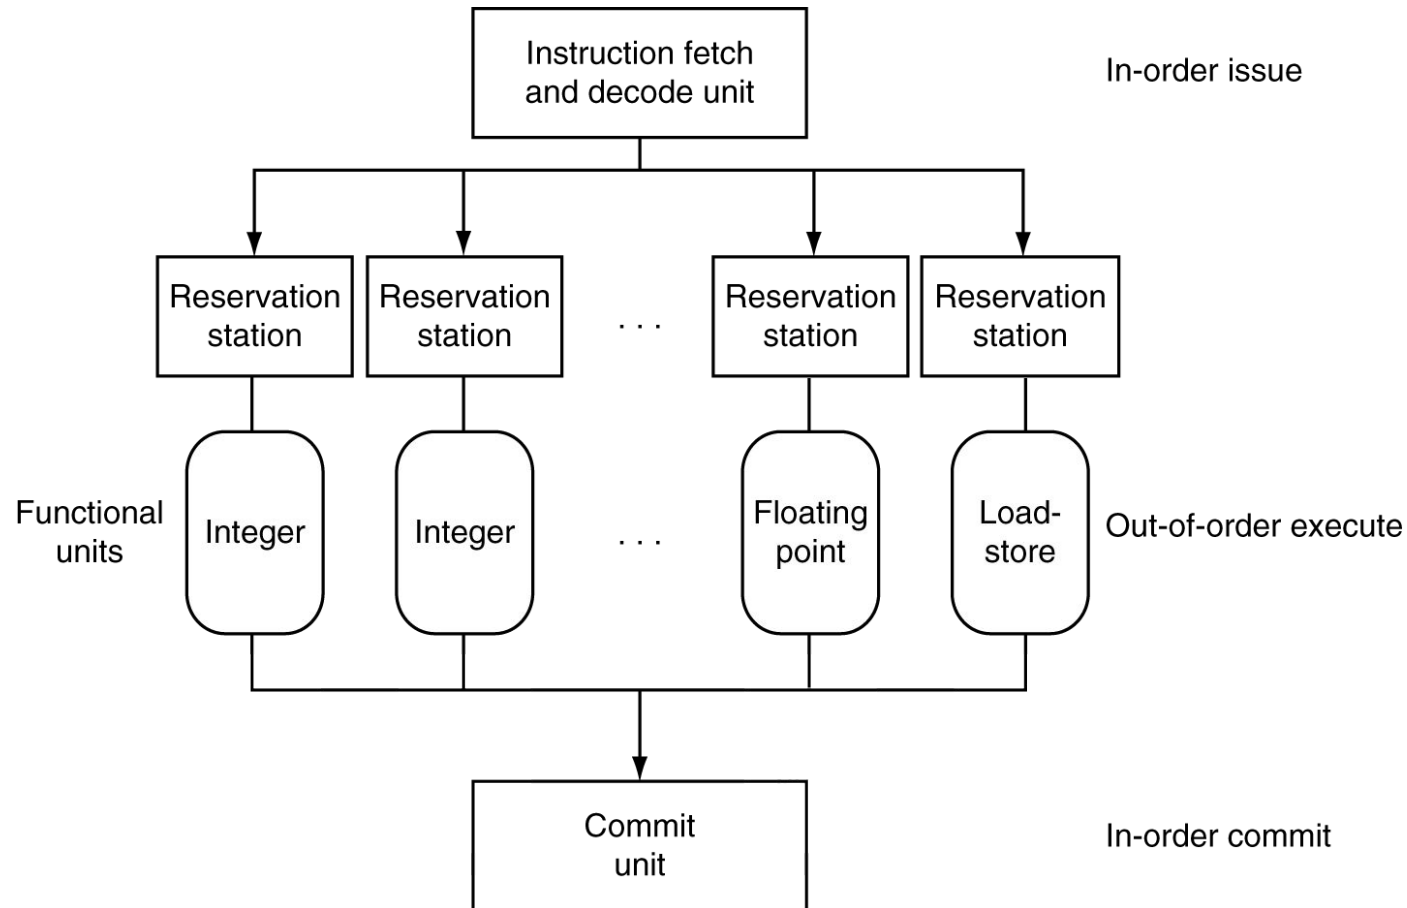 Instruction fetch
and decode unit
In-order issue
Reservation
station
Reservation
station
. . .
Reservation
station
Reservation
station
Functional
units
Integer
Integer
. . .
Floating
point
Load-
store
Out-of-order execute
Commit
unit
In-order commit